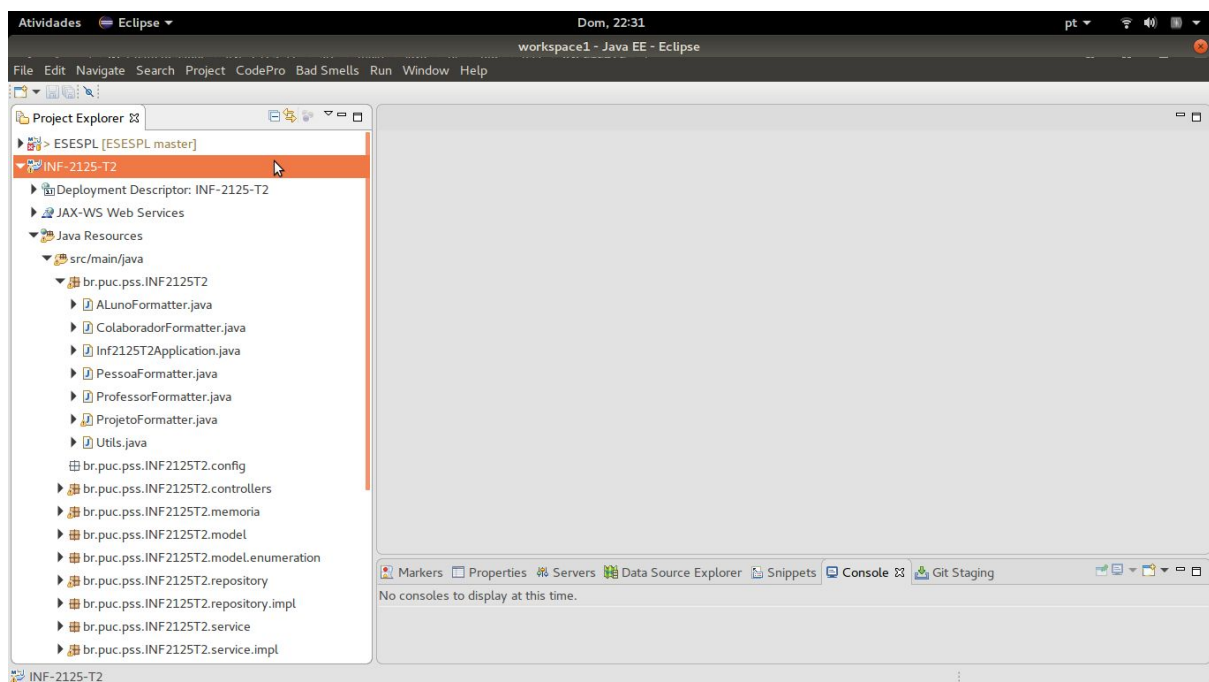 Atividades Eclipse Dom, 22:31 pt
workspace1 - Java EE - Eclipse
File Edit Navigate Search Project CodePro Bad Smells Run Window Help
Project Explorer
> ESESPL [ESESPL master]
INF-2125-T2
Deployment Descriptor: INF-2125-T2
JAX-WS Web Services
Java Resources
src/main/java
br.puc.pss.INF2125T2
ALunoFormatter.java
ColaboradorFormatter.java
Inf2125T2Application.java
PessoaFormatter.java
ProfessorFormatter.java
ProjetoFormatter.java
Utils.java
br.puc.pss.INF2125T2.config
br.puc.pss.INF2125T2.controllers
br.puc.pss.INF2125T2.memoria
br.puc.pss.INF2125T2.model
br.puc.pss.INF2125T2.model.enumeration
br.puc.pss.INF2125T2.repository
br.puc.pss.INF2125T2.repository.impl
br.puc.pss.INF2125T2.service
br.puc.pss.INF2125T2.service.impl
Markers Properties Servers Data Source Explorer Snippets Console Git Staging
No consoles to display at this time.
INF-2125-T2